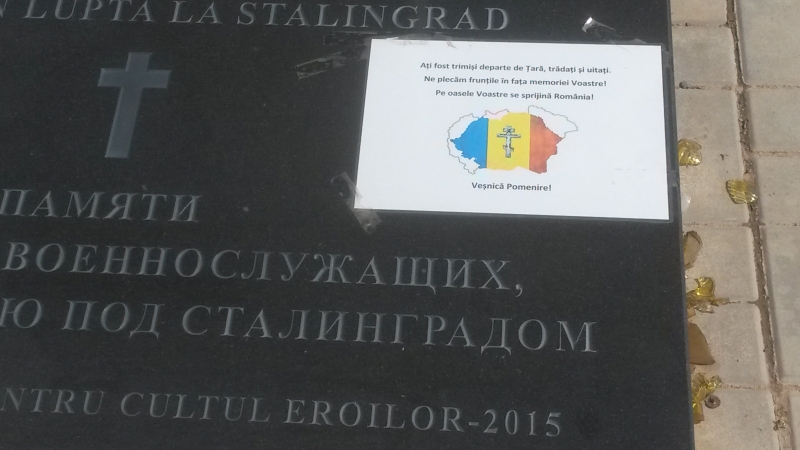 N LUPTA LA STALINGRAD
Ați fost trimiși departe de Țară, trădați și uitați.
Ne plecăm frunțile în fața memoriei Voastre!
Pe oasele Voastre se sprijină România!
Veșnică Pomenire!
ПАМЯТИ
ВОЕННОСЛУЖАЩИХ,
Ю ПОД СТАЛИНГРАДОМ
NTRU CULTUL EROILOR-2015